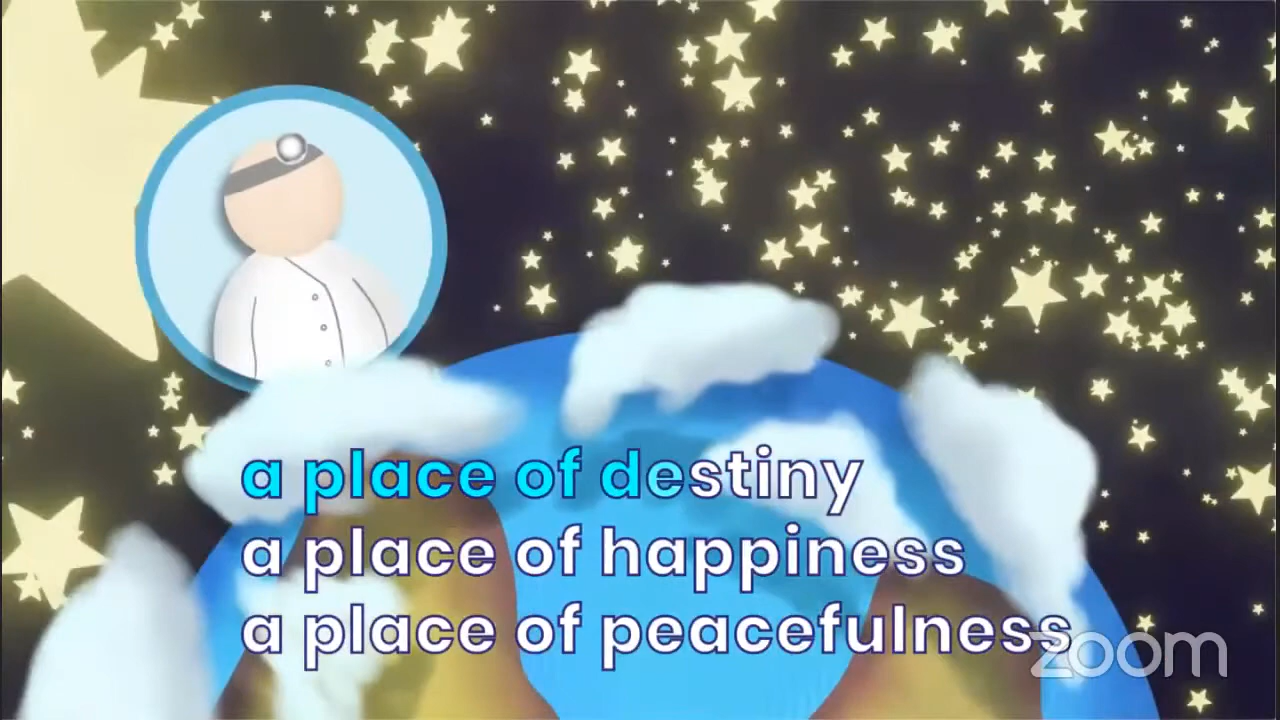 a place of destiny
a place of happiness
a place of peacefulness
zoom